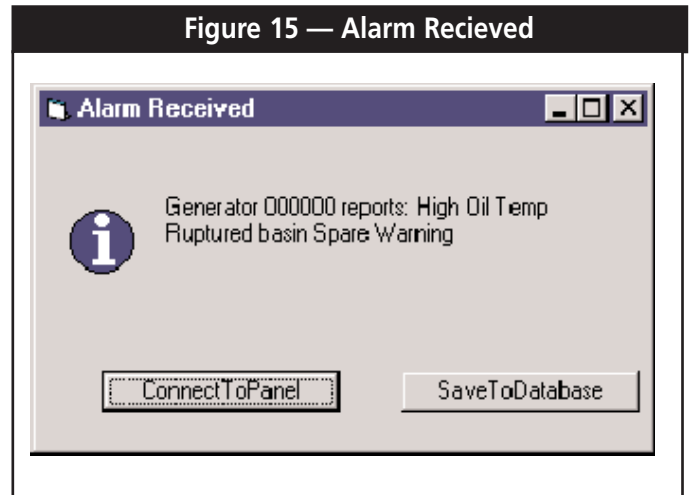 Figure 15 — Alarm Recieved
Alarm Received
Generator 000000 reports: High Oil Temp
Ruptured basin Spare Warning
ConnectToPanel
SaveToDatabase